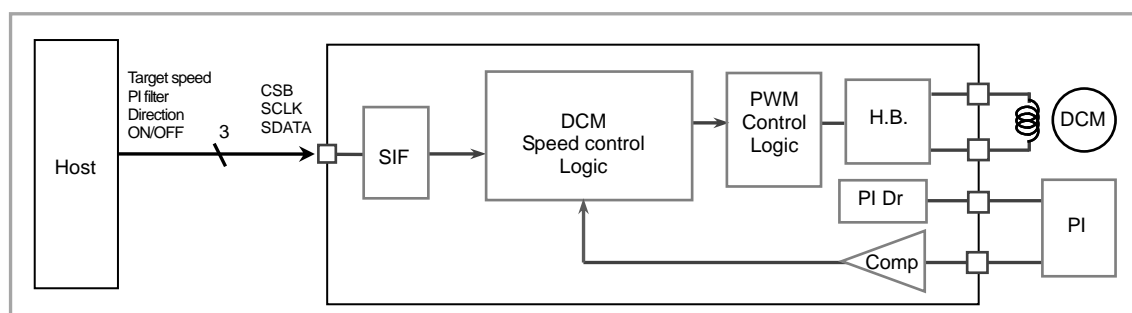 Host
Target speed
PI filter
Direction
ON/OFF
3
CSB
SCLK
SDATA
SIF
DCM
Speed control
Logic
PWM
Control
Logic
H.B.
DCM
PI Dr
PI
Comp